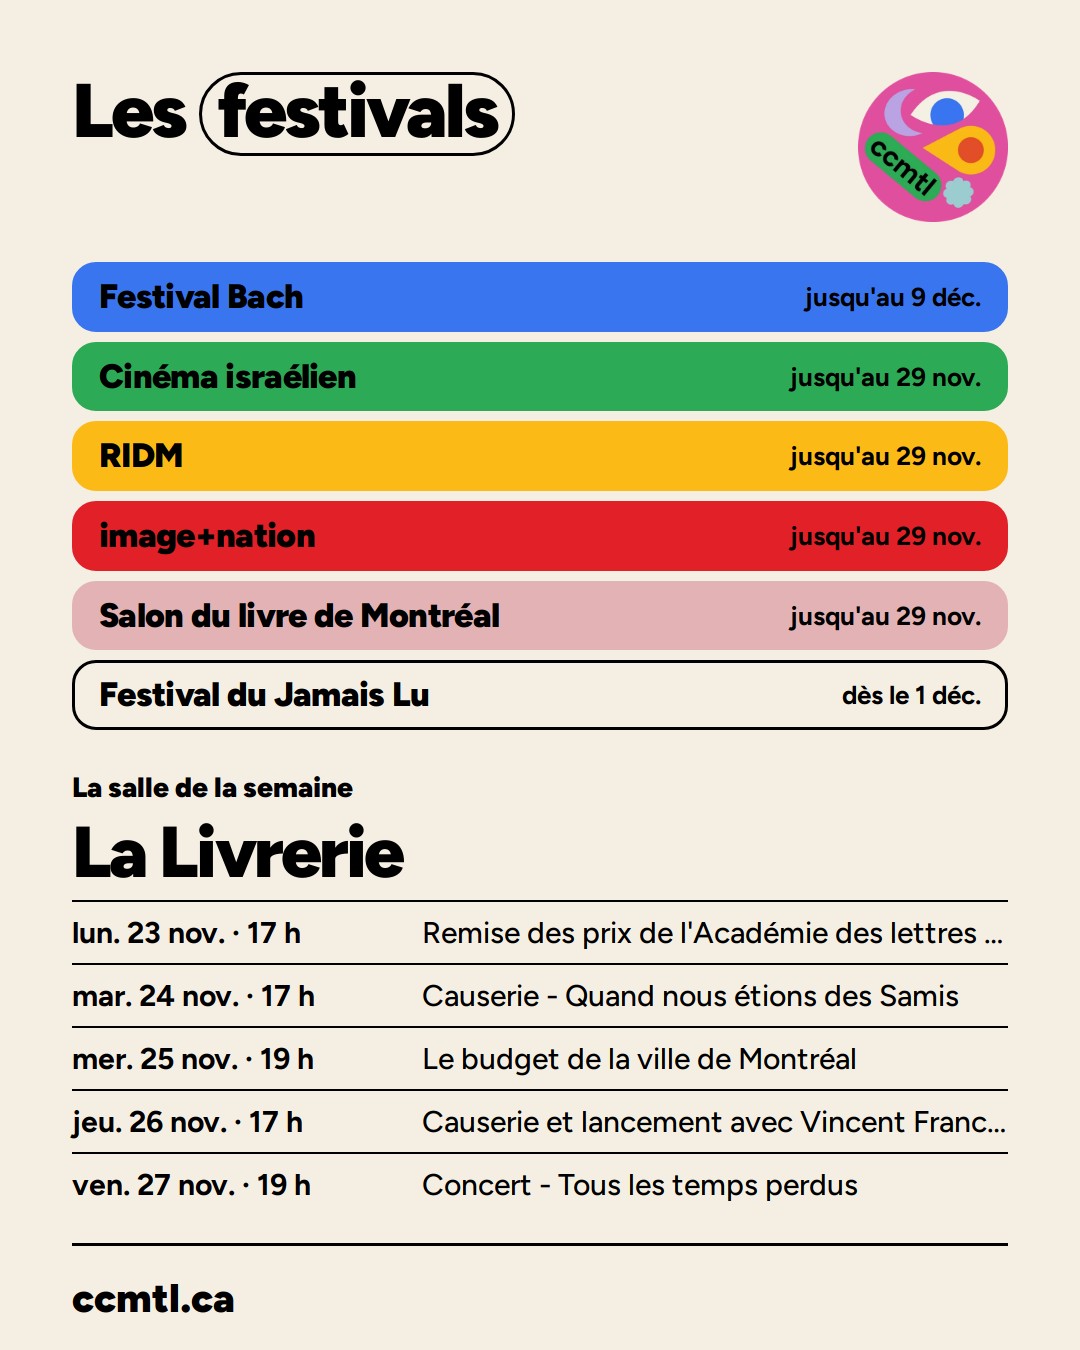 Les festivals
ccmtl
Festival Bach jusqu'au 9 déc.
Cinéma israélien jusqu'au 29 nov.
RIDM jusqu'au 29 nov.
image+nation jusqu'au 29 nov.
Salon du livre de Montréal jusqu'au 29 nov.
Festival du Jamais Lu dès le 1 déc.
La salle de la semaine
La Livrerie
lun. 23 nov. · 17 h Remise des prix de l'Académie des lettres ...
mar. 24 nov. · 17 h Causerie - Quand nous étions des Samis
mer. 25 nov. · 19 h Le budget de la ville de Montréal
jeu. 26 nov. · 17 h Causerie et lancement avec Vincent Franc...
ven. 27 nov. · 19 h Concert - Tous les temps perdus
ccmtl.ca